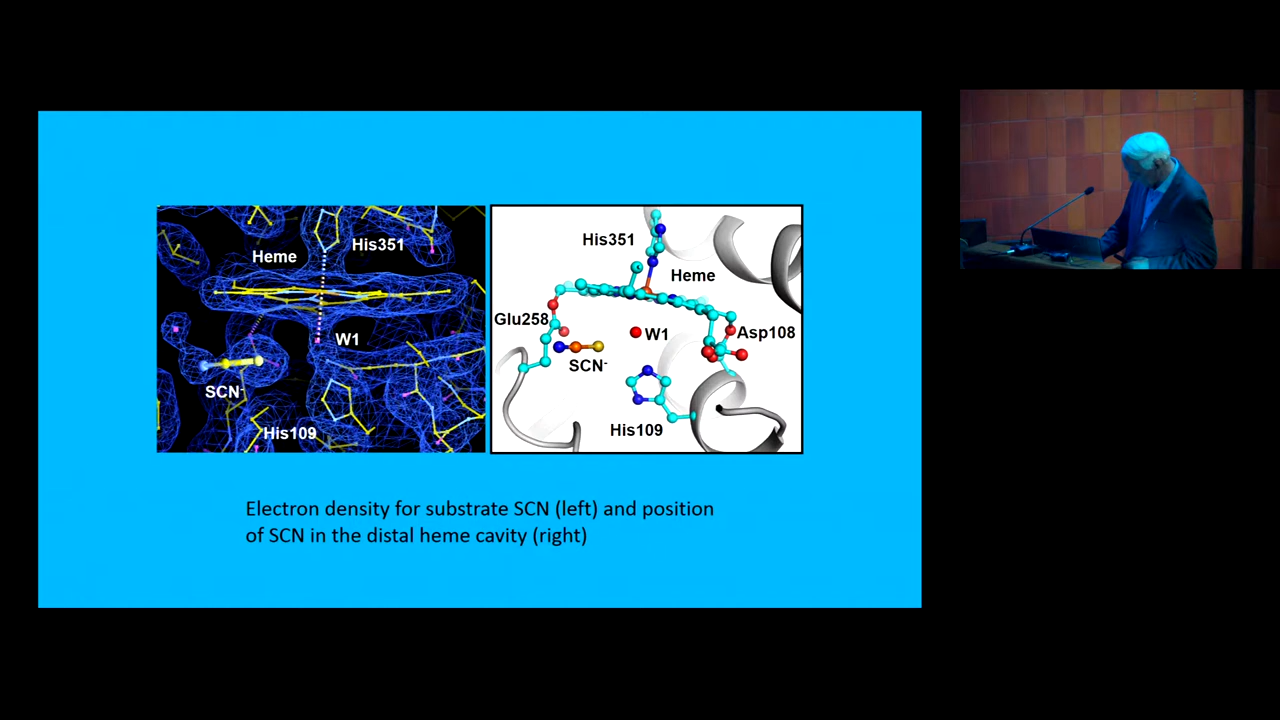 Heme
His351
W1
SCN-
His109
His351
Heme
Glu258
W1
Asp108
SCN-
His109
Electron density for substrate SCN (left) and position
of SCN in the distal heme cavity (right)